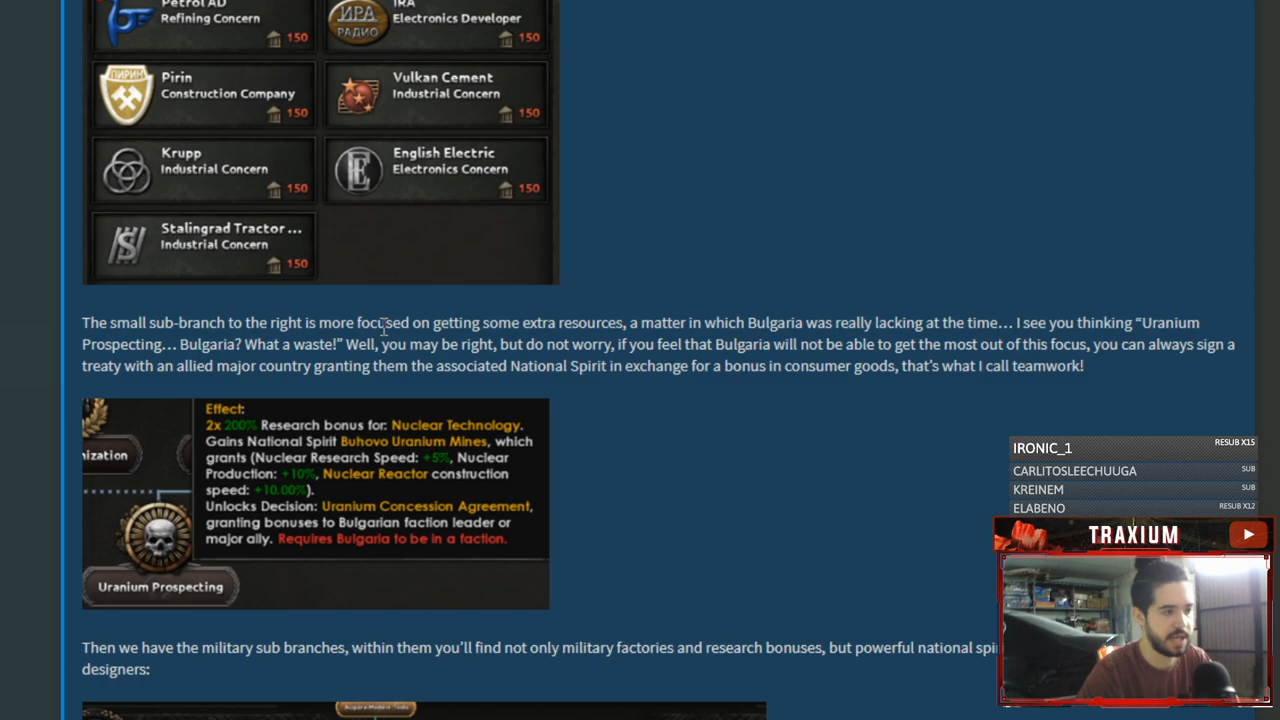 Petrol AD
Refining Concern
150
ИРА
РАДИО
IRA
Electronics Developer
150
ПИРИН
Pirin
Construction Company
150
Vulkan Cement
Industrial Concern
150
Krupp
Industrial Concern
150
E
English Electric
Electronics Concern
150
Stalingrad Tractor ...
Industrial Concern
150
The small sub-branch to the right is more focused on getting some extra resources, a matter in which Bulgaria was really lacking at the time… I see you thinking “Uranium
Prospecting… Bulgaria? What a waste!” Well, you may be right, but do not worry, if you feel that Bulgaria will not be able to get the most out of this focus, you can always sign a
treaty with an allied major country granting them the associated National Spirit in exchange for a bonus in consumer goods, that’s what I call teamwork!
nization
Effect:
2x 200% Research bonus for: Nuclear Technology.
Gains National Spirit Buhovo Uranium Mines, which
grants (Nuclear Research Speed: +5%, Nuclear
Production: +10%, Nuclear Reactor construction
speed: +10.00%).
Unlocks Decision: Uranium Concession Agreement,
granting bonuses to Bulgarian faction leader or
major ally. Requires Bulgaria to be in a faction.
Uranium Prospecting
IRONIC_1 RESUB X15
CARLITOSLEECHUUGA SUB
KREINEM SUB
ELABENO RESUB X12
TRAXIUM
Then we have the military sub branches, within them you’ll find not only military factories and research bonuses, but powerful national spi
designers: